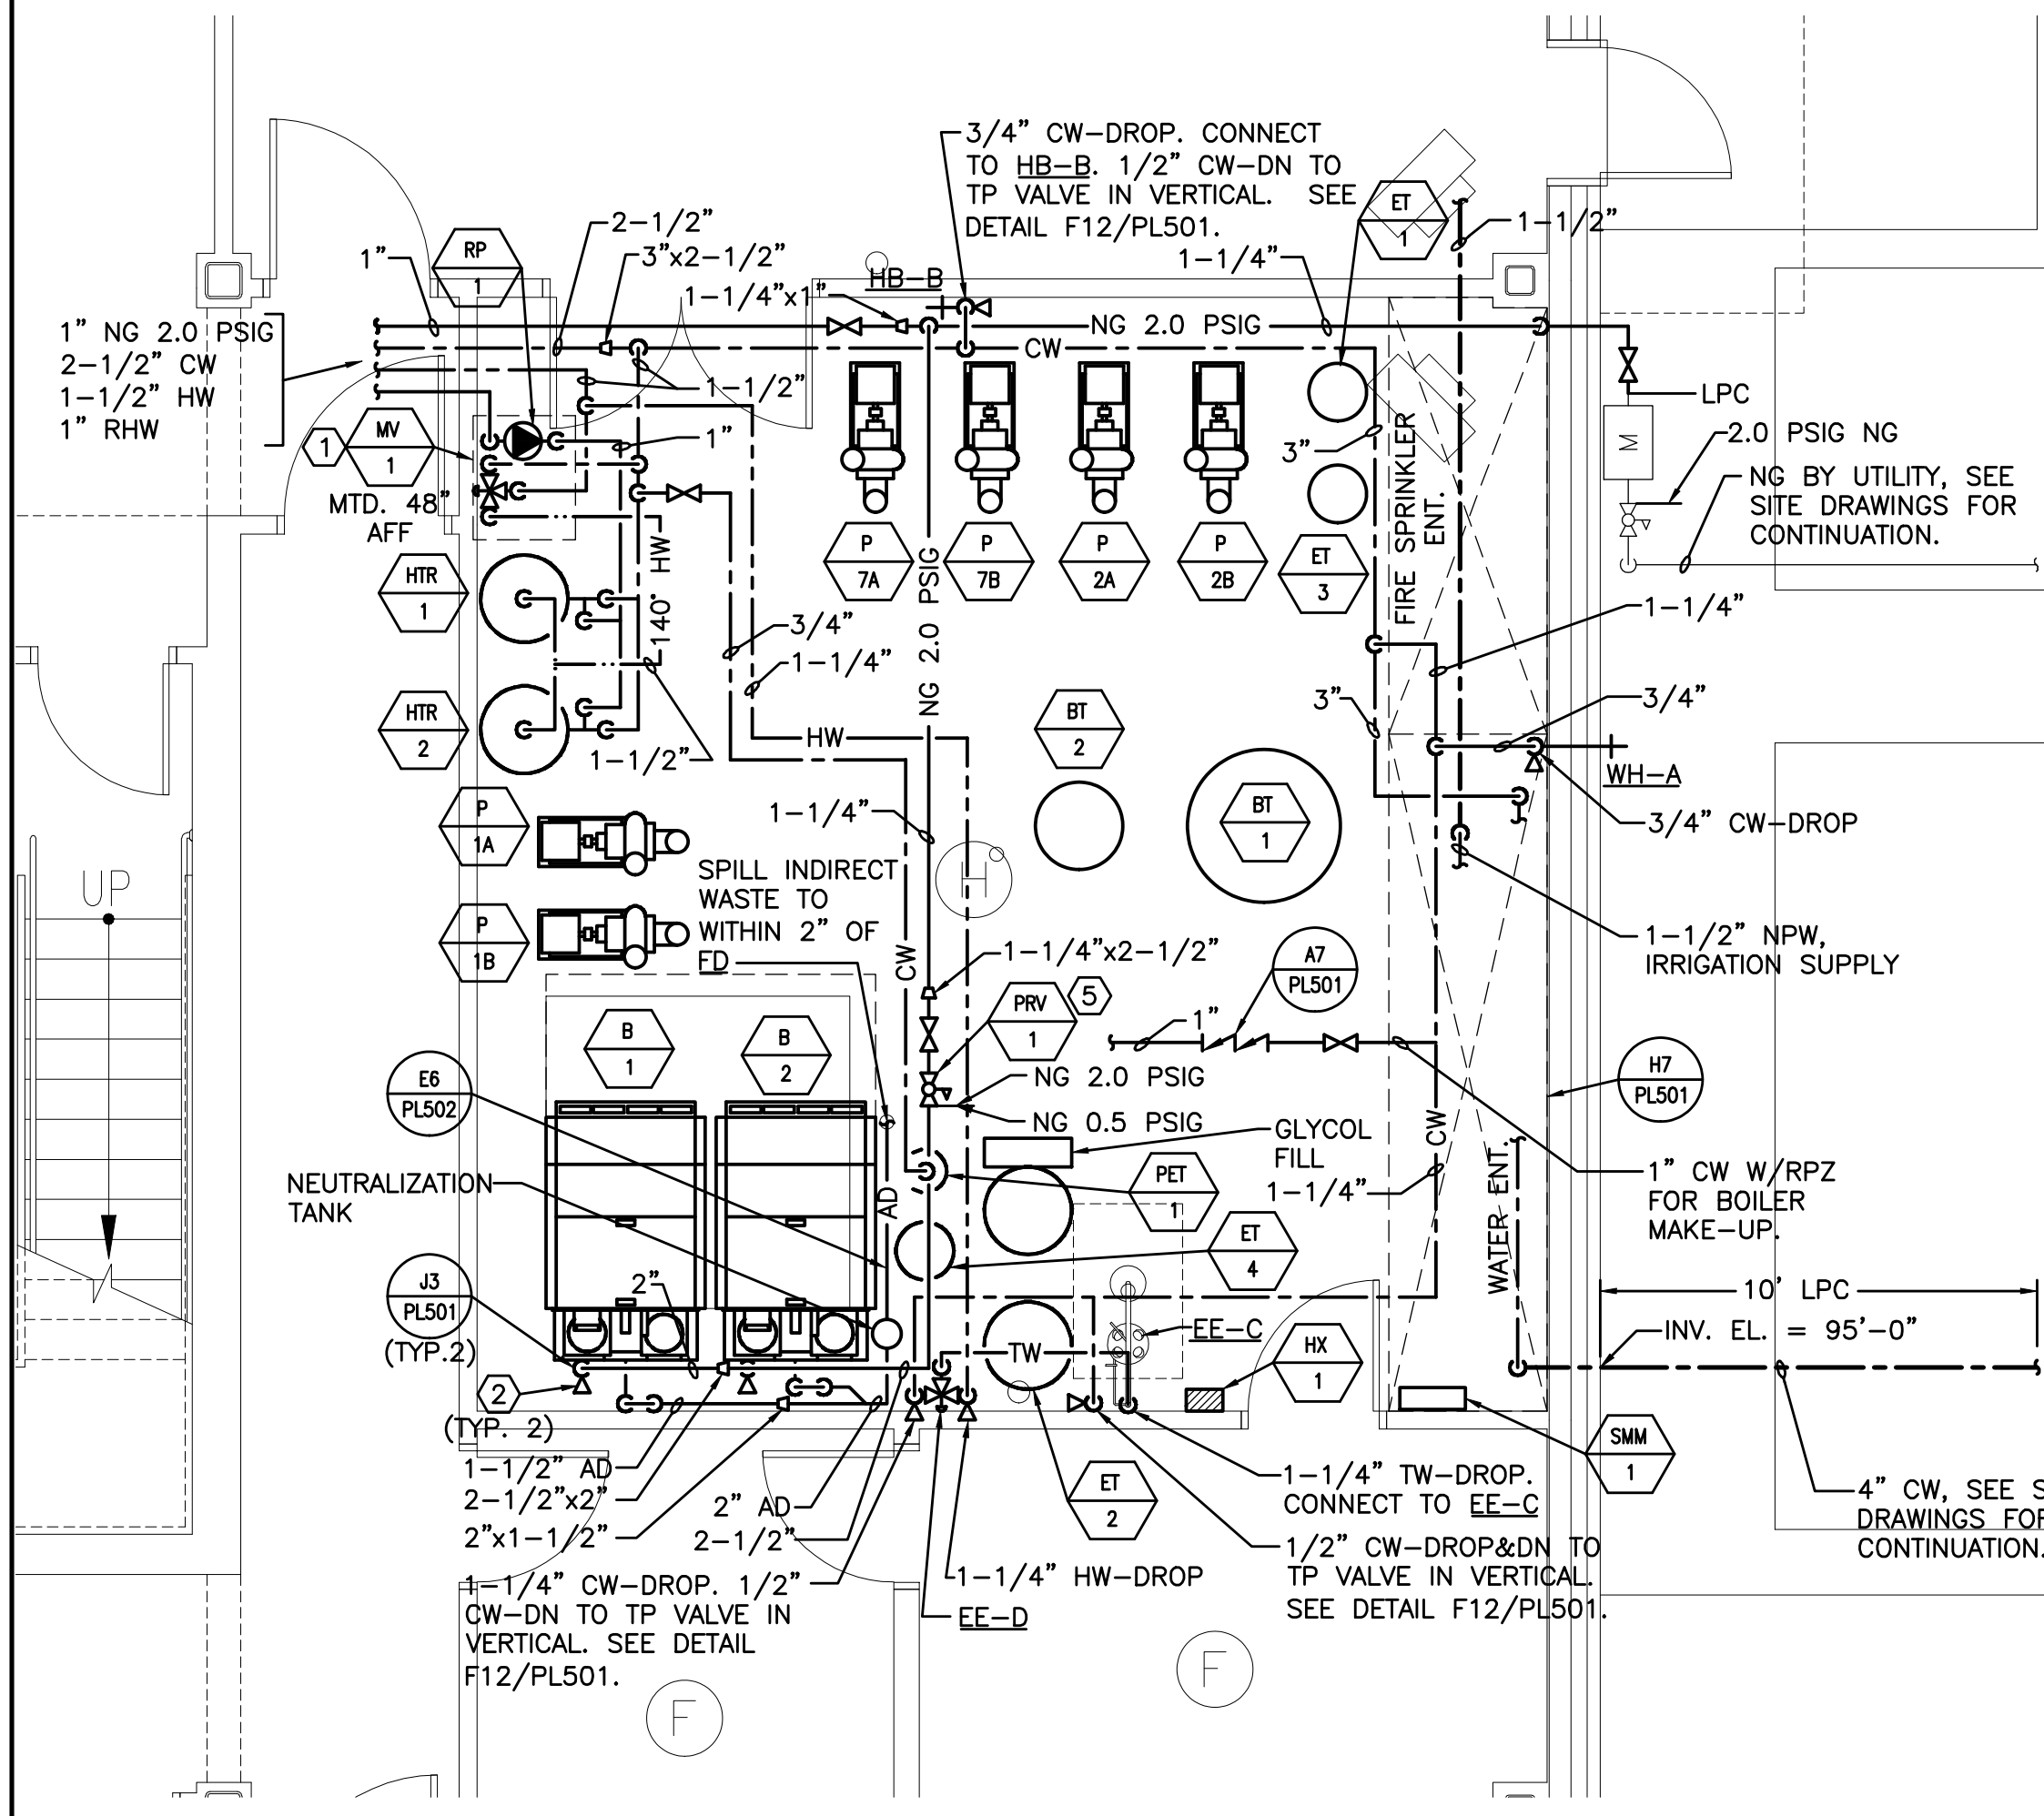 3/4” CW-DROP. CONNECT
TO HB-B. 1/2” CW-DN TO
TP VALVE IN VERTICAL. SEE
DETAIL F12/PL501.
ET
1
1-1/2”
2-1/2”
RP
1
1”
3”x2-1/2”
1-1/4”
HB-B
1-1/4”x1”
1” NG 2.0 PSIG
2-1/2” CW
1-1/2” HW
1” RHW
NG 2.0 PSIG
CW
1-1/2”
LPC
M
2.0 PSIG NG
NG BY UTILITY, SEE
SITE DRAWINGS FOR
CONTINUATION.
1
MV
1
MTD. 48”
AFF
1”
3”
FIRE SPRINKLER
ENT.
HTR
1
140° HW
P
7A
P
7B
P
2A
P
2B
ET
3
NG 2.0 PSIG
3/4”
1-1/4”
1-1/4”
HTR
2
1-1/2”
HW
BT
2
3”
3/4”
WH-A
P
1A
1-1/4”
BT
1
3/4” CW-DROP
UP
SPILL INDIRECT
WASTE TO
WITHIN 2” OF
FD
H
P
1B
CW
1-1/4”x2-1/2”
A7
PL501
1-1/2” NPW,
IRRIGATION SUPPLY
B
1
B
2
PRV
1
5
1”
E6
PL502
NG 2.0 PSIG
NG 0.5 PSIG
H7
PL501
GLYCOL
FILL
CW
1-1/4”
NEUTRALIZATION
TANK
AD
PET
1
WATER ENT.
1” CW W/RPZ
FOR BOILER
MAKE-UP.
ET
4
J3
PL501
(TYP.2)
2”
10’ LPC
INV. EL. = 95’-0”
TW
EE-C
HX
1
2
(TYP. 2)
SMM
1
1-1/2” AD
2-1/2”x2”
2”x1-1/2”
2” AD
2-1/2”
ET
2
1-1/4” TW-DROP.
CONNECT TO EE-C
4” CW, SEE S
DRAWINGS FOR
CONTINUATION.
1-1/4” CW-DROP. 1/2”
CW-DN TO TP VALVE IN
VERTICAL. SEE DETAIL
F12/PL501.
1-1/4” HW-DROP
EE-D
1/2” CW-DROP&DN TO
TP VALVE IN VERTICAL.
SEE DETAIL F12/PL501.
F
F